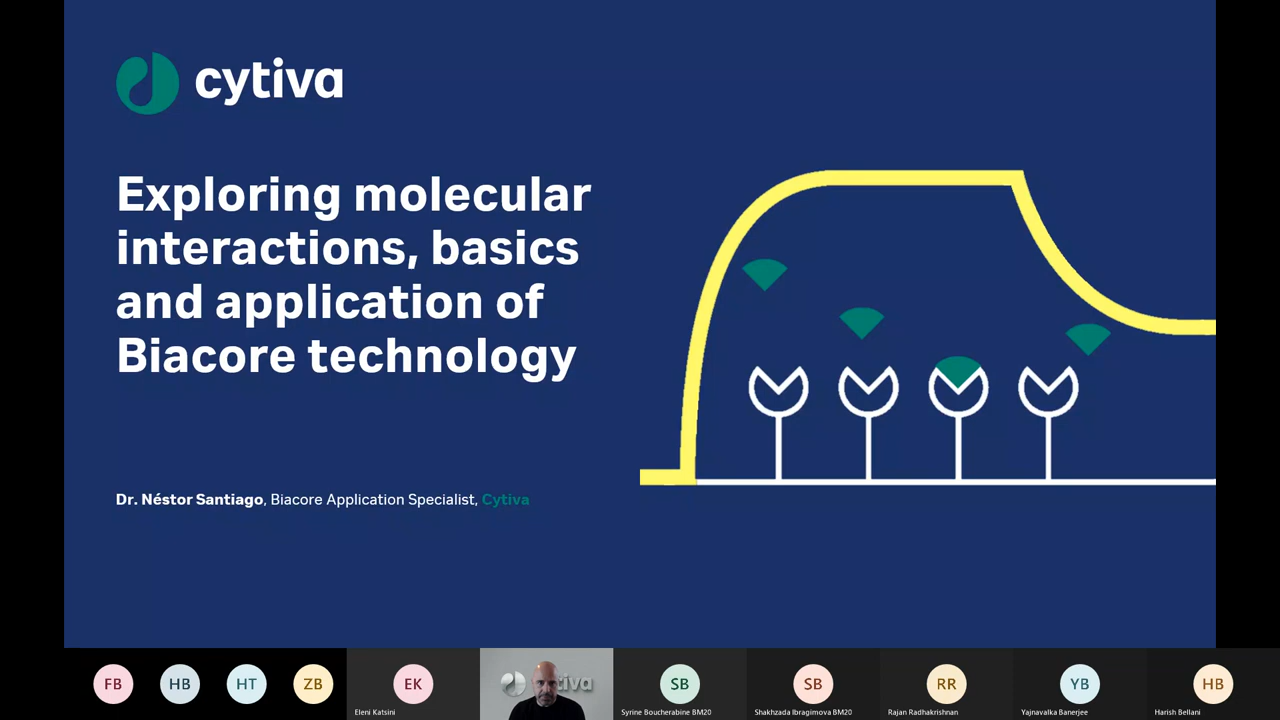 cytiva
Exploring molecular
interactions, basics
and application of
Biacore technology
Dr. Néstor Santiago, Biacore Application Specialist, Cytiva
FB
HB
HT
ZB
EK
SB
SB
RR
YB
HB
Eleni Katsini
Syrine Boucherabine BM20
Shakhzada Ibragimova BM20
Rajan Radhakrishnan
Yajnavalka Banerjee
Harish Bellani